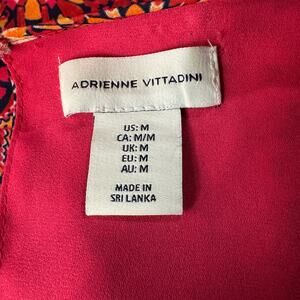 ADRIENNE VITTADINI
US: M
CA: M/M
UK: M
EU: M
AU: M
MADE IN
SRI LANKA